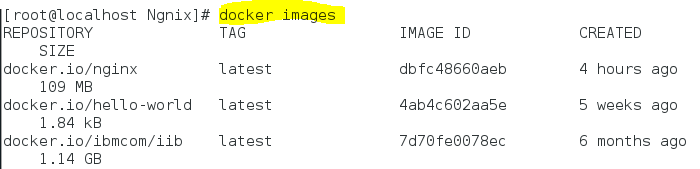 [root@localhost Ngnix]# docker images
REPOSITORY TAG IMAGE ID CREATED
SIZE
docker.io/nginx latest dbfc48660aeb 4 hours ago
109 MB
docker.io/hello-world latest 4ab4c602aa5e 5 weeks ago
1.84 kB
docker.io/ibmcom/iib latest 7d70fe0078ec 6 months ago
1.14 GB